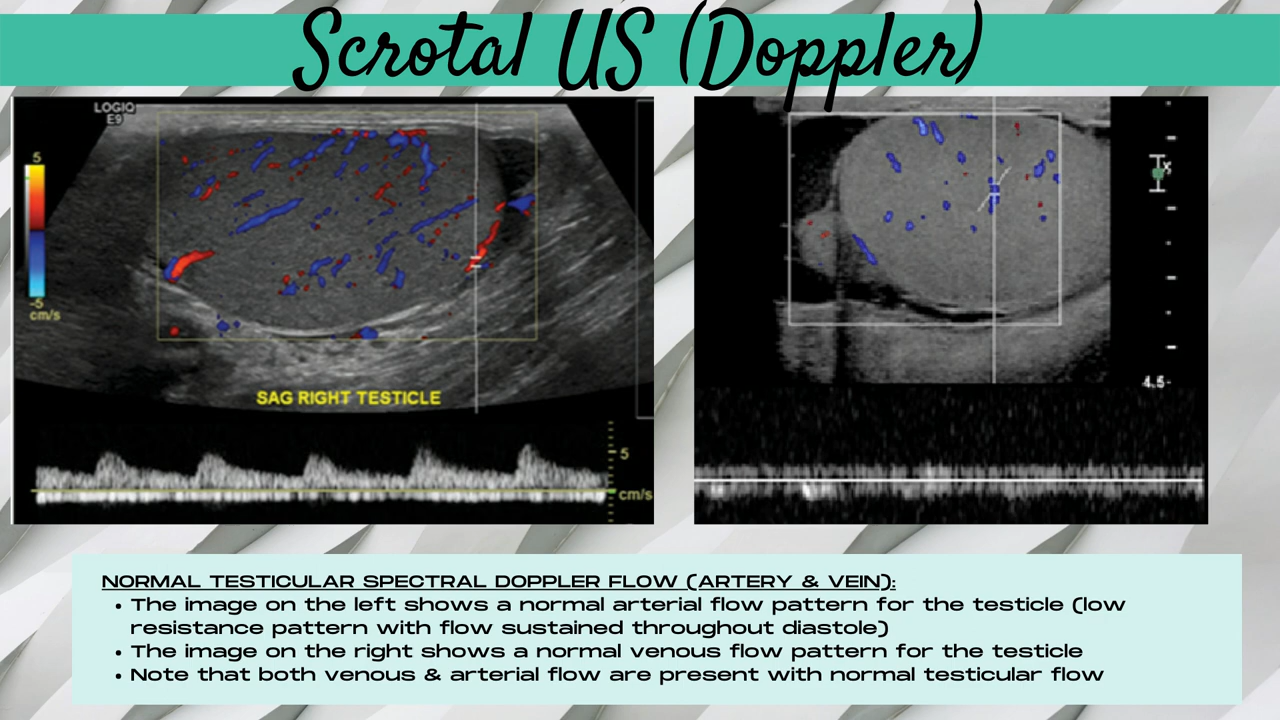 Scrotal US (Doppler)
LOGIQ
E9
5
-5
cm/s
SAG RIGHT TESTICLE
5
cm/s
4.5-
NORMAL TESTICULAR SPECTRAL DOPPLER FLOW (ARTERY & VEIN):
• The image on the left shows a normal arterial flow pattern for the testicle (low
resistance pattern with flow sustained throughout diastole)
• The image on the right shows a normal venous flow pattern for the testicle
• Note that both venous & arterial flow are present with normal testicular flow